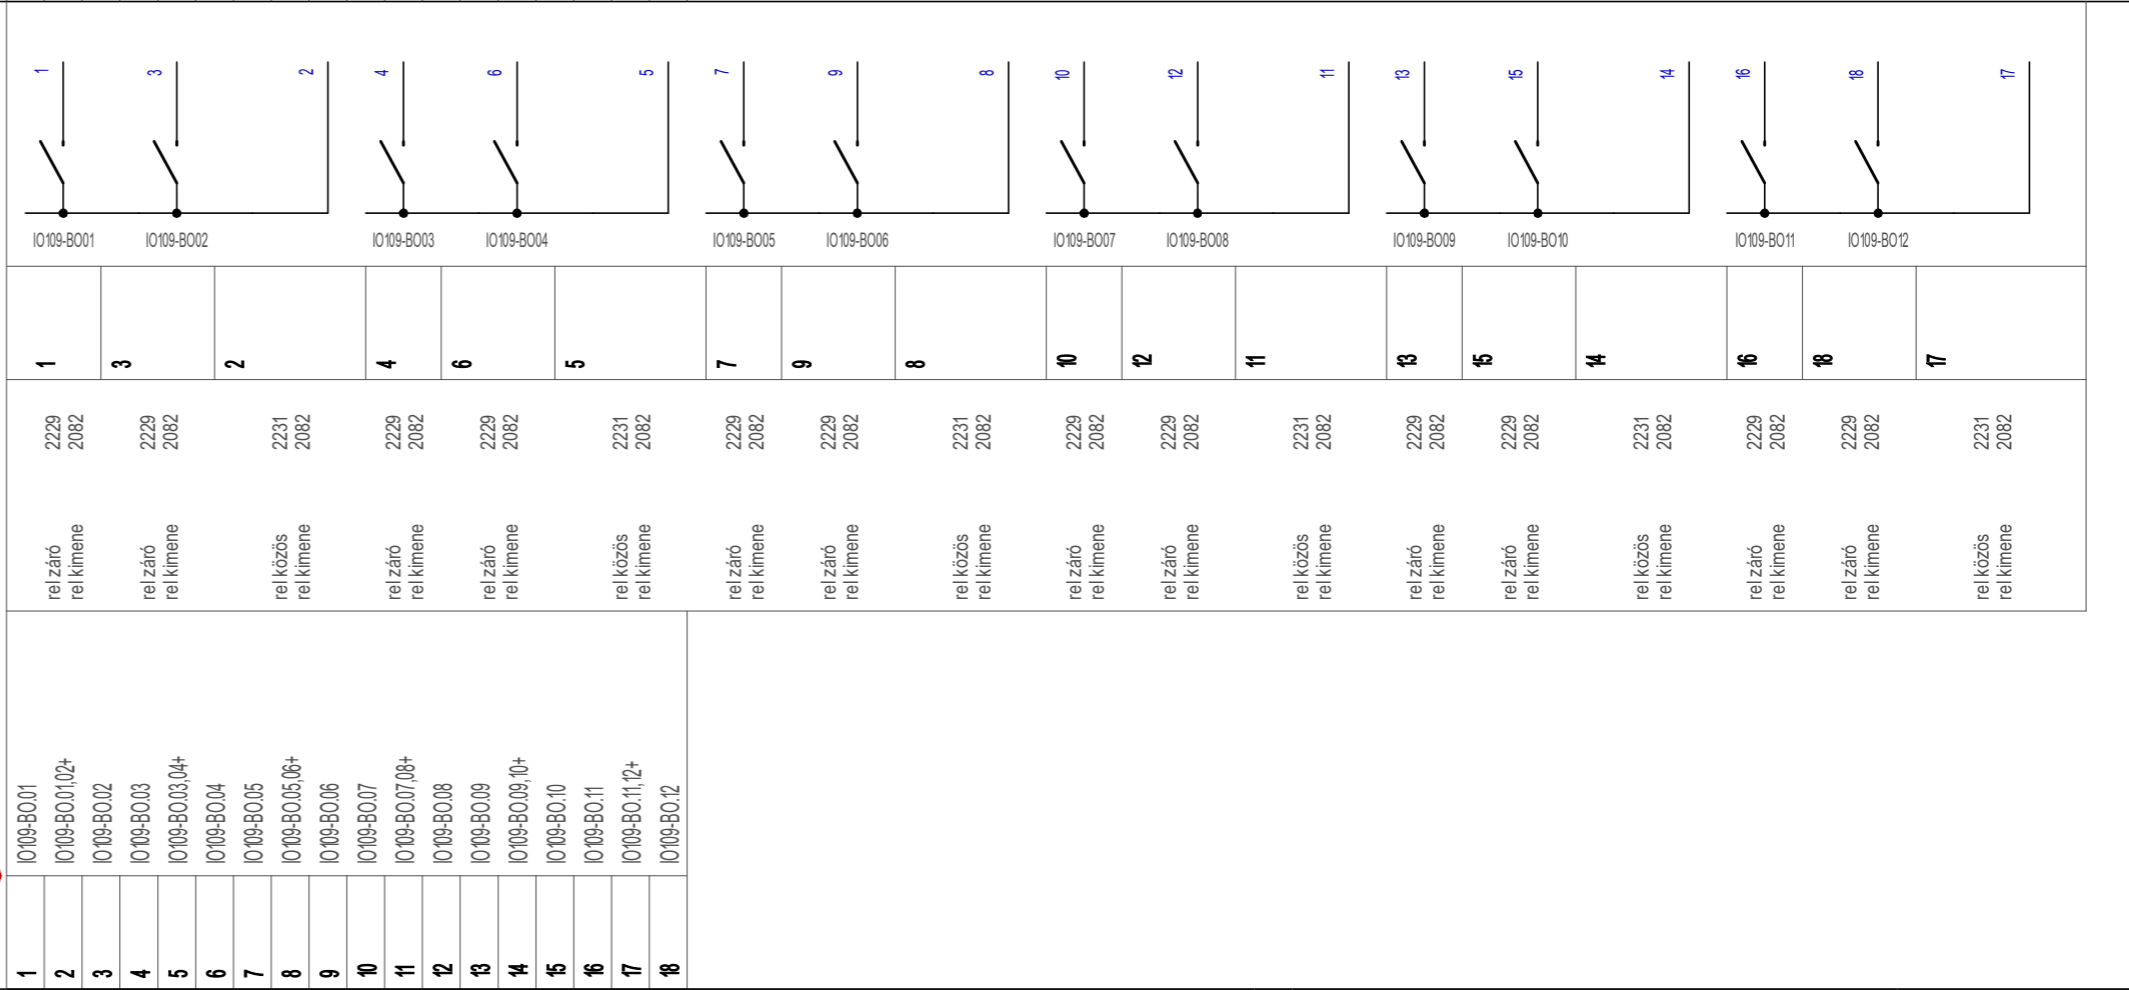 1 3 2 4 6 5 7 9 8 10 12 11 13 15 14 16 18 17
IO109-BO01 IO109-BO02 IO109-BO03 IO109-BO04 IO109-BO05 IO109-BO06 IO109-BO07 IO109-BO08 IO109-BO09 IO109-BO10 IO109-BO11 IO109-BO12
1 3 2 4 6 5 7 9 8 10 12 11 13 15 14 16 18 17
2229
2082
2229
2082
2231
2082
2229
2082
2229
2082
2231
2082
2229
2082
2229
2082
2231
2082
2229
2082
2229
2082
2231
2082
2229
2082
2229
2082
2231
2082
2229
2082
2229
2082
2231
2082
rel záró
rel kimene
rel záró
rel kimene
rel közös
rel kimene
rel záró
rel kimene
rel záró
rel kimene
rel közös
rel kimene
rel záró
rel kimene
rel záró
rel kimene
rel közös
rel kimene
rel záró
rel kimene
rel záró
rel kimene
rel közös
rel kimene
rel záró
rel kimene
rel záró
rel kimene
rel közös
rel kimene
rel záró
rel kimene
rel záró
rel kimene
rel közös
rel kimene
1 IO109-BO.01
2 IO109-BO.01,02+
3 IO109-BO.02
4 IO109-BO.03
5 IO109-BO.03,04+
6 IO109-BO.04
7 IO109-BO.05
8 IO109-BO.05,06+
9 IO109-BO.06
10 IO109-BO.07
11 IO109-BO.07,08+
12 IO109-BO.08
13 IO109-BO.09
14 IO109-BO.09,10+
15 IO109-BO.10
16 IO109-BO.11
17 IO109-BO.11,12+
18 IO109-BO.12